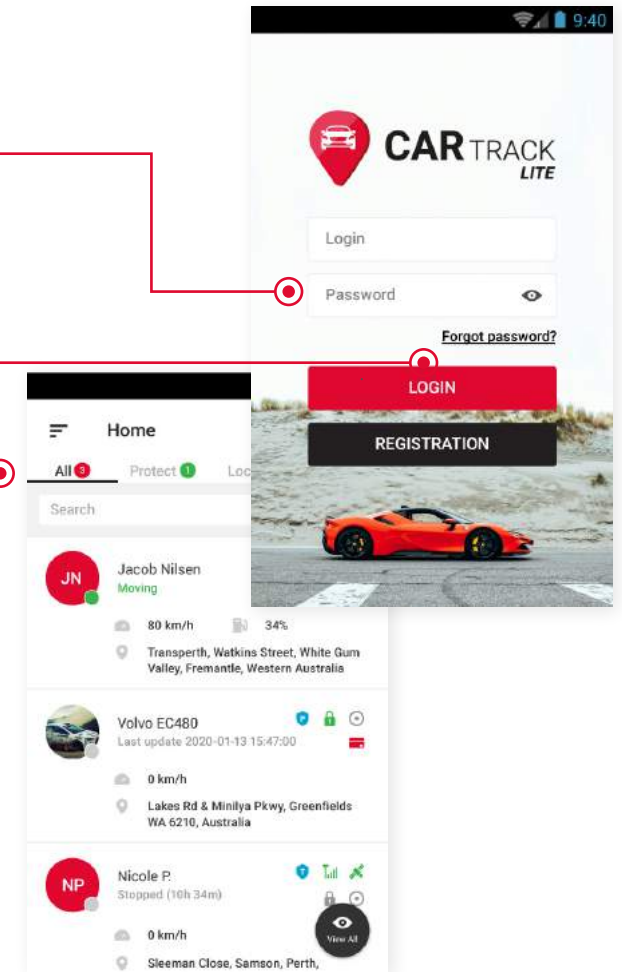 9:40
CAR TRACK
LITE
Login
Password
Forgot password?
LOGIN
REGISTRATION
Home
All 3 Protect 1 Loc
Search
JN
Jacob Nilsen
Moving
80 km/h 34%
Transperth, Watkins Street, White Gum
Valley, Fremantle, Western Australia
Volvo EC480
Last update 2020-01-13 15:47:00
0 km/h
Lakes Rd & Minilya Pkwy, Greenfields
WA 6210, Australia
NP
Nicole P.
Stopped (10h 34m)
View All
0 km/h
Sleeman Close, Samson, Perth,